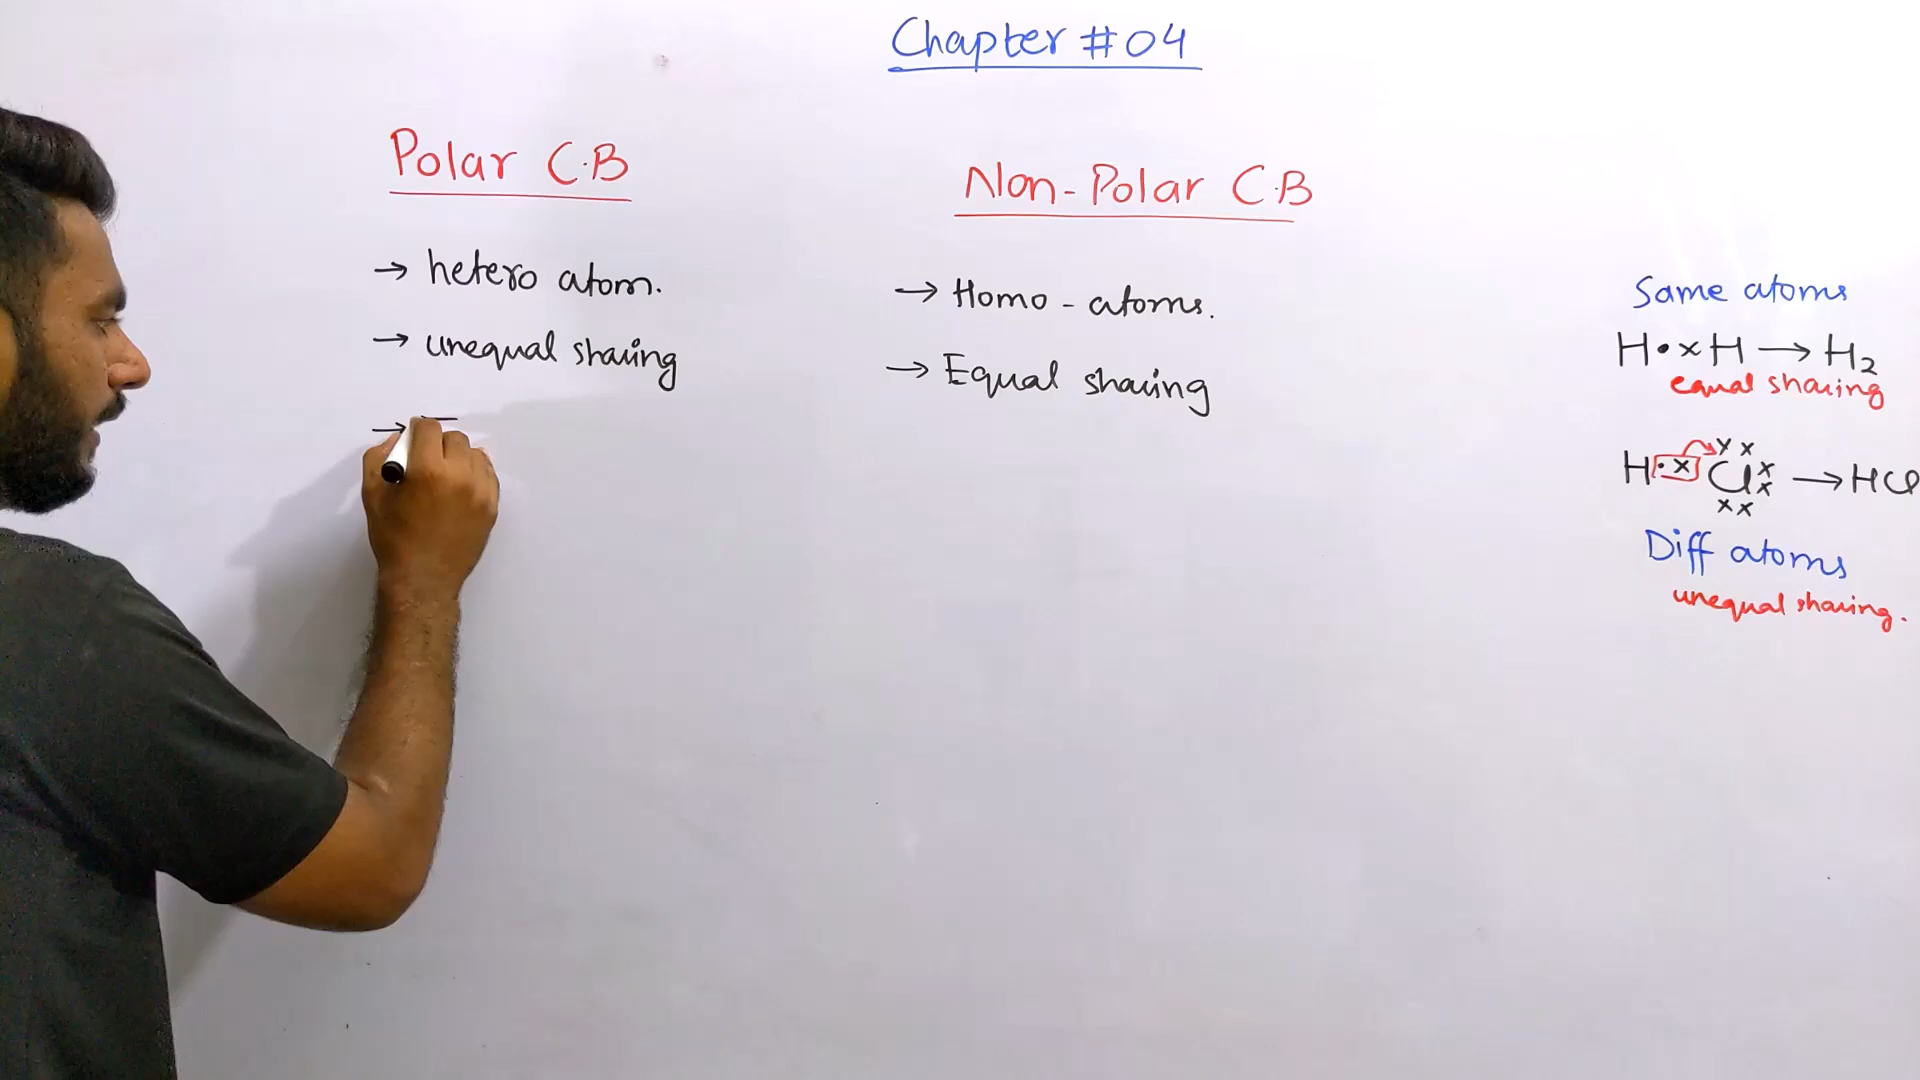 Chapter # 04
Polar C.B
→ hetero atom.
→ unequal sharing
→
Non-Polar C.B
→ Homo - atoms.
→ Equal sharing
Same atoms
H• x H → H₂
equal sharing
H • x Cl x x x x x x → HCl
Diff atoms
unequal sharing.